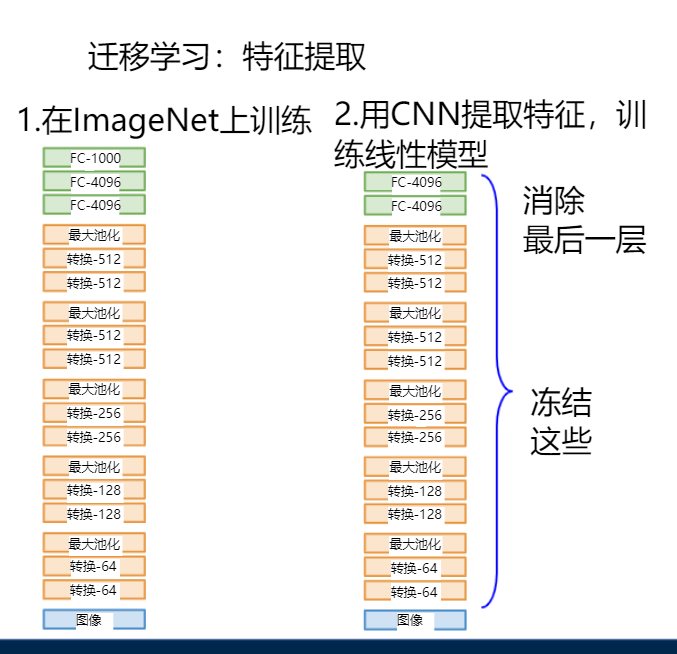 迁移学习：特征提取
1.在ImageNet上训练
FC-1000
FC-4096
FC-4096
最大池化
转换-512
转换-512
最大池化
转换-512
转换-512
最大池化
转换-256
转换-256
最大池化
转换-128
转换-128
最大池化
转换-64
转换-64
图像
2.用CNN提取特征，训
练线性模型
FC-4096
FC-4096
最大池化
转换-512
转换-512
最大池化
转换-512
转换-512
最大池化
转换-256
转换-256
最大池化
转换-128
转换-128
最大池化
转换-64
转换-64
图像
消除
最后一层
冻结
这些